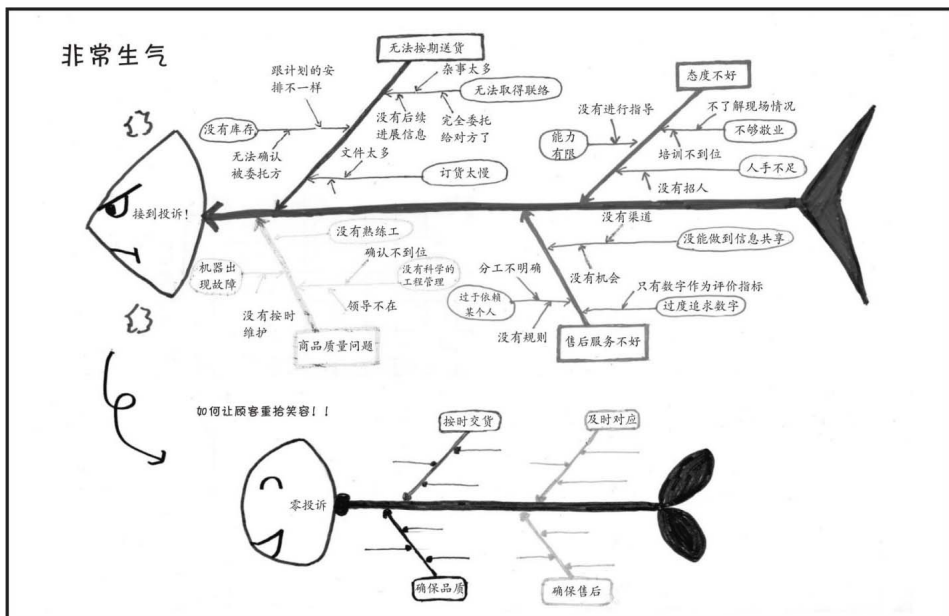 非常生气
无法按期送货
跟计划的安
排不一样
杂事太多
无法取得联络
没有后续
进展信息
完全委托
给对方了
没有库存
无法确认
被委托方
文件太多
订货太慢
态度不好
没有进行指导
不了解现场情况
能力
有限
不够敬业
培训不到位
人手不足
没有招人
接到投诉!
没有熟练工
确认不到位
机器出
现故障
没有科学的
工程管理
领导不在
没有按时
维护
商品质量问题
没有渠道
没能做到信息共享
没有机会
分工不明确
只有数字作为评价指标
过于依赖
某个人
过度追求数字
没有规则
售后服务不好
如何让顾客重拾笑容!!
按时交货
及时对应
零投诉
确保品质
确保售后